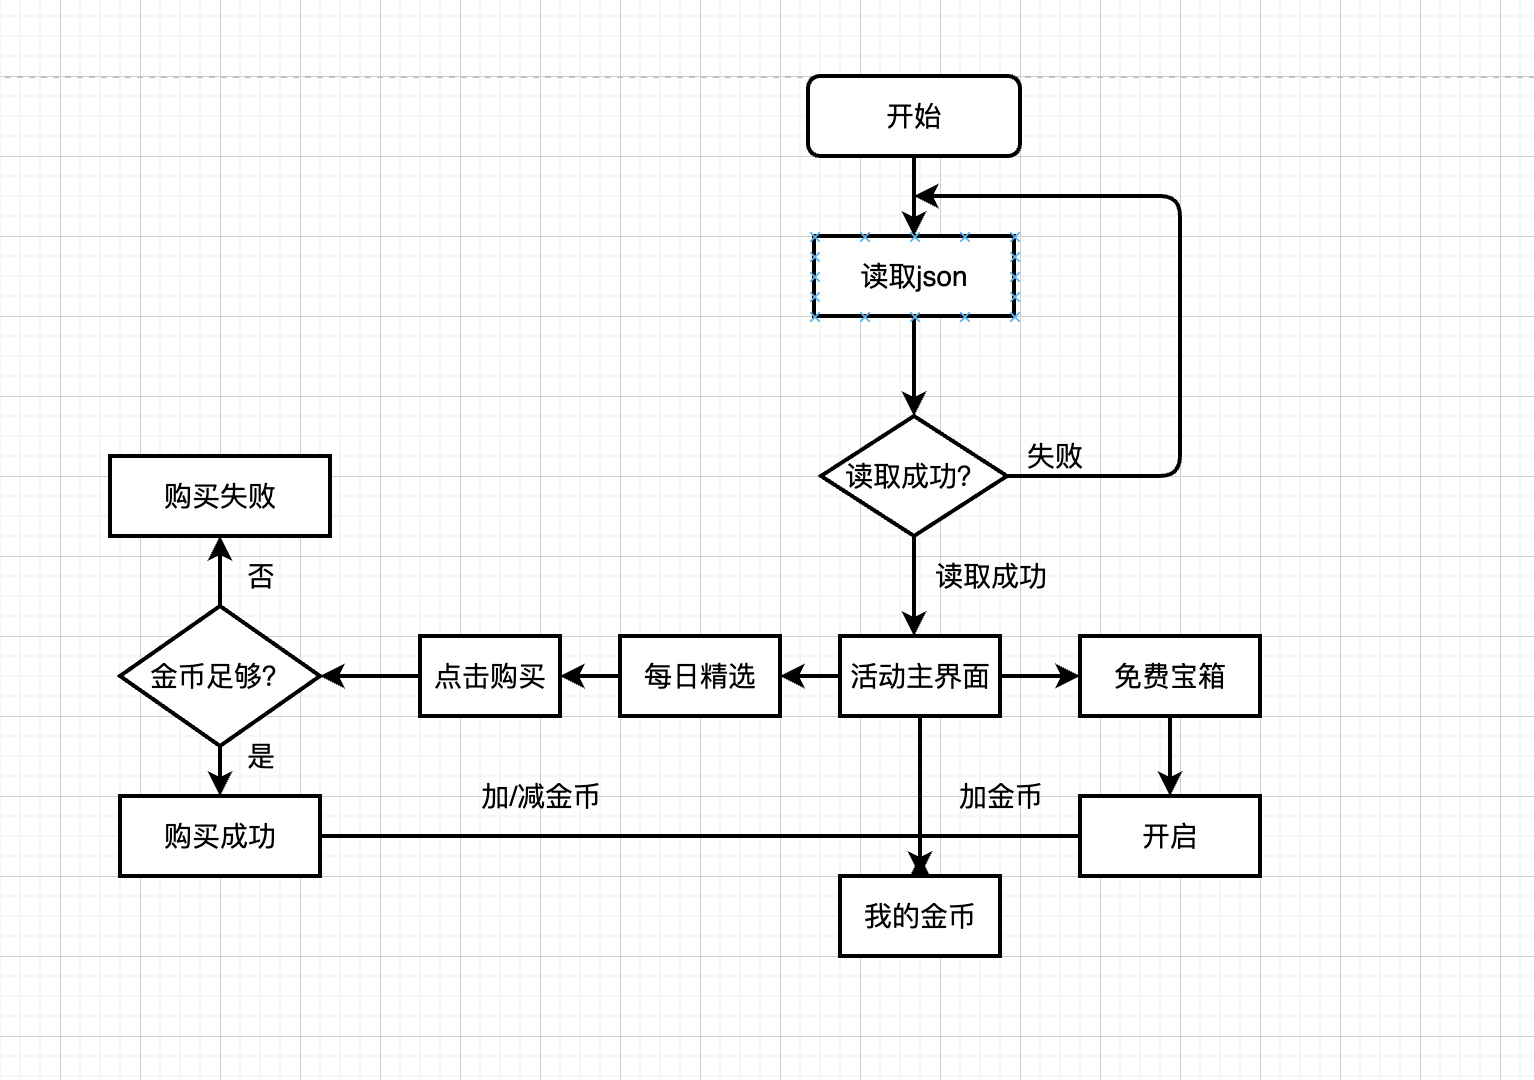 开始
读取json
读取成功?
失败
购买失败
否
读取成功
金币足够?
点击购买
每日精选
活动主界面
免费宝箱
是
加/减金币
加金币
购买成功
开启
我的金币